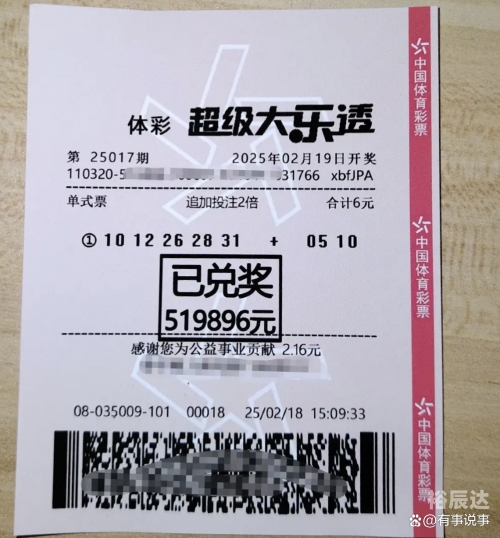 体彩 超级大乐透
第 25017期 2025年02月19日开奖
110320-5 31766 xbfJPA
单式票 追加投注2倍 合计6元
① 10 12 26 28 31 + 05 10
已兑奖
519896元
感谢您为公益事业贡献 2.16元
08-035009-101 00018 25/02/18 15:09:33
中国体育彩票
中国体育彩票
中国体育彩票
裕辰达
@有事说事